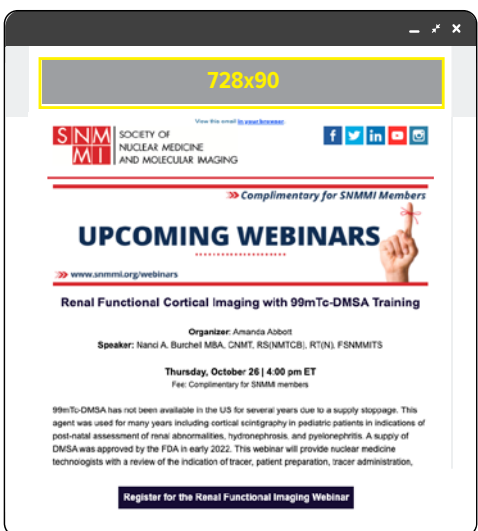 728x90
View this email in your browser.
SNM
MI
SOCIETY OF
NUCLEAR MEDICINE
AND MOLECULAR IMAGING
Complimentary for SNMMI Members
UPCOMING WEBINARS
www.snmmi.org/webinars
Renal Functional Cortical Imaging with 99mTc-DMSA Training
Organizer: Amanda Abbott
Speaker: Nanci A. Burchell MBA, CNMT, RS(NMTCB), RT(N), FSNMMITS
Thursday, October 26 | 4:00 pm ET
Fee: Complimentary for SNMMI members
99mTc-DMSA has not been available in the US for several years due to a supply stoppage. This
agent was used for many years including cortical scintigraphy in pediatric patients in indications of
post-natal assessment of renal abnormalities, hydronephrosis, and pyelonephritis. A supply of
DMSA was approved by the FDA in early 2022. This webinar will provide nuclear medicine
technologists with a review of the indication of tracer, patient preparation, tracer administration,
Register for the Renal Functional Imaging Webinar